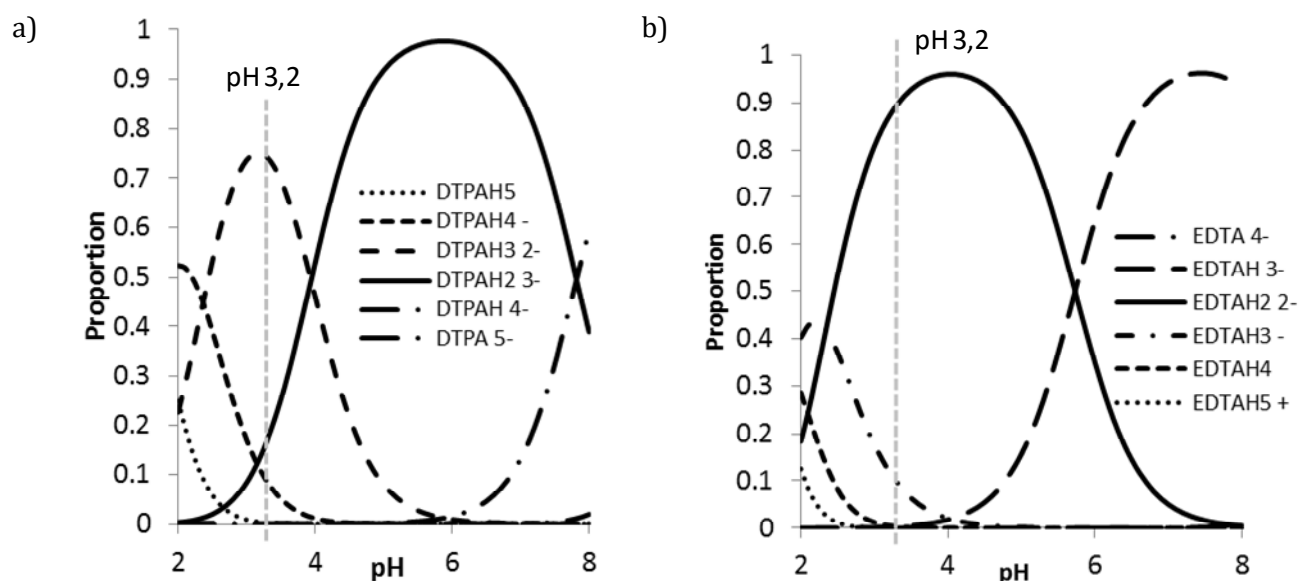 a)
pH 3,2
Proportion
1
0.9
0.8
0.7
0.6
0.5
0.4
0.3
0.2
0.1
0
2
4
6
8
pH
DTPAH5
DTPAH4 -
DTPAH3 2-
DTPAH2 3-
DTPAH 4-
DTPA 5-
b)
pH 3,2
Proportion
1
0.9
0.8
0.7
0.6
0.5
0.4
0.3
0.2
0.1
0
2
4
6
8
pH
EDTA 4-
EDTAH 3-
EDTAH2 2-
EDTAH3 -
EDTAH4
EDTAH5 +